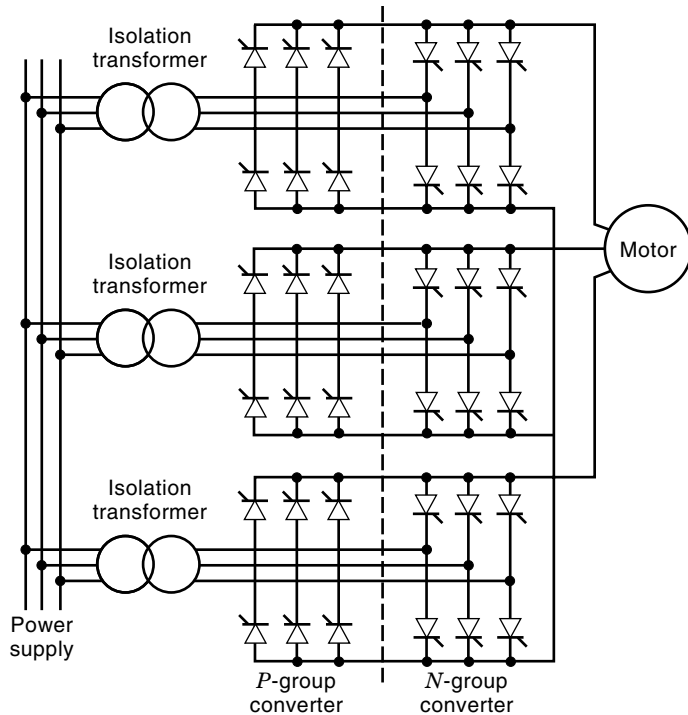 Isolation
transformer
Isolation
transformer
Motor
Isolation
transformer
Power
supply
P-group
converter
N-group
converter